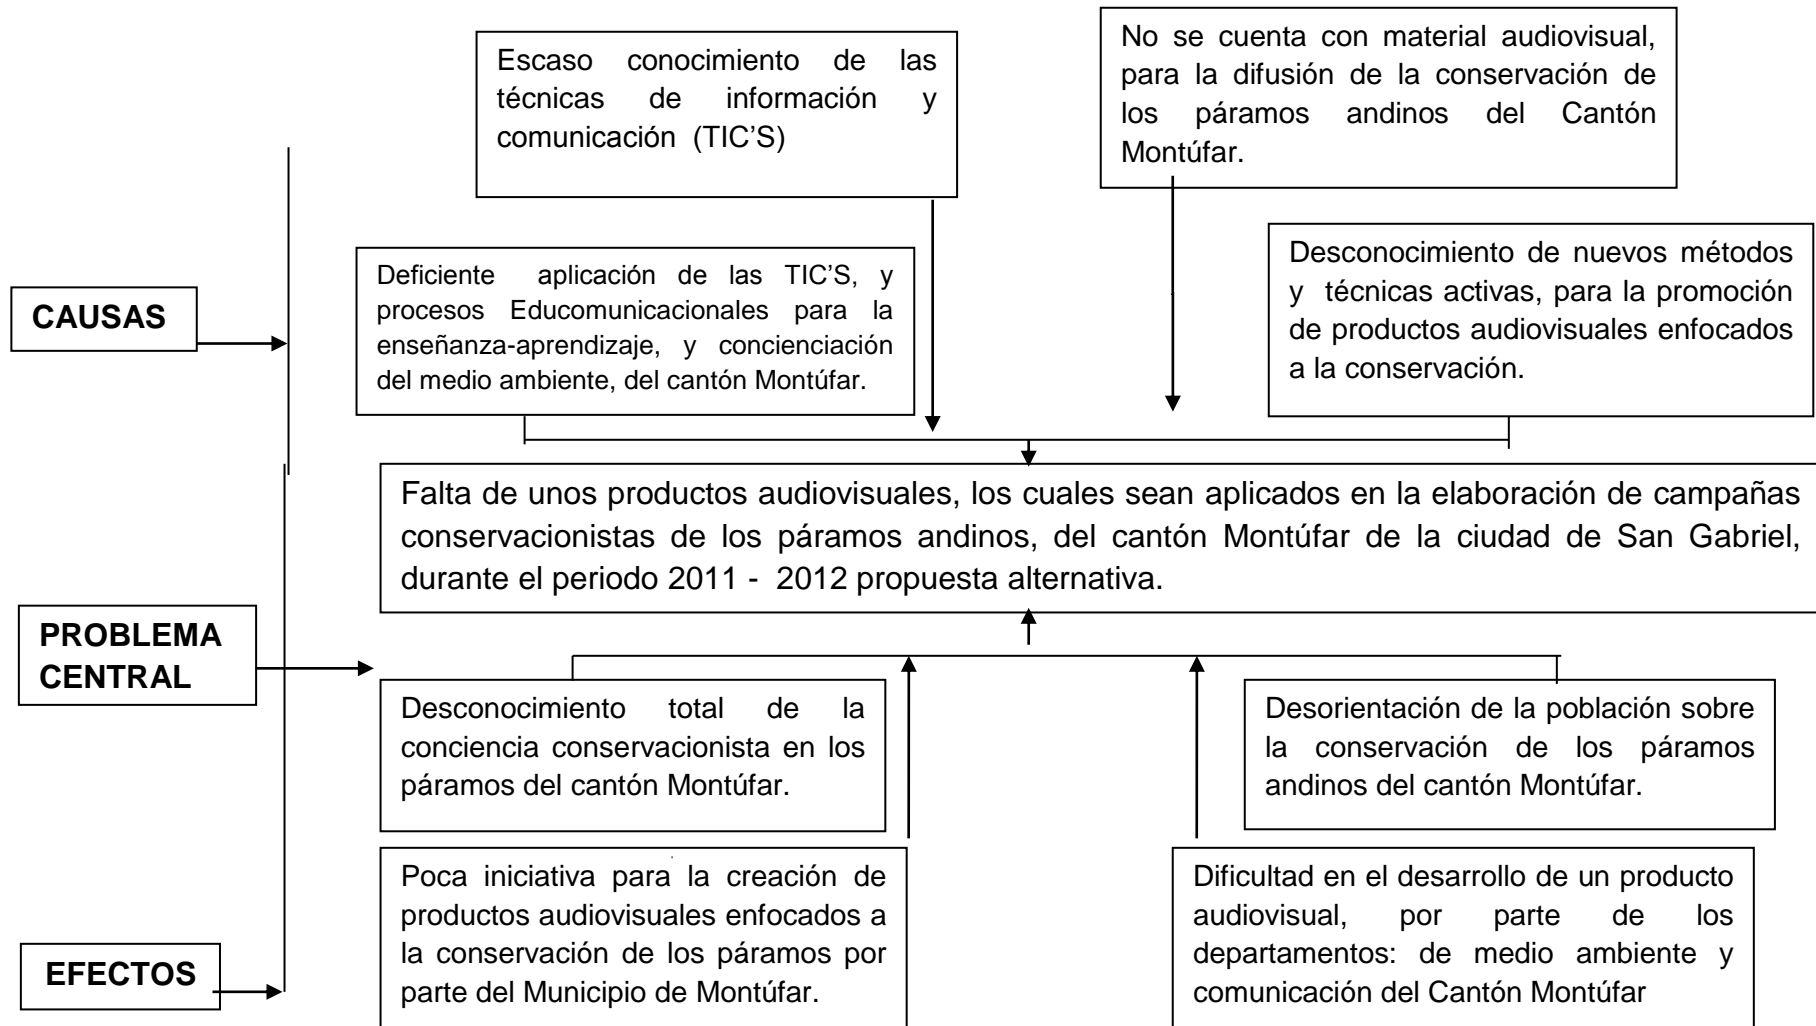 Escaso conocimiento de las
técnicas de información y
comunicación (TIC'S)
No se cuenta con material audiovisual,
para la difusión de la conservación de
los páramos andinos del Cantón
Montúfar.
CAUSAS
Deficiente aplicación de las TIC'S, y
procesos Educomunicacionales para la
enseñanza-aprendizaje, y concienciación
del medio ambiente, del cantón Montúfar.
Desconocimiento de nuevos métodos
y técnicas activas, para la promoción
de productos audiovisuales enfocados
a la conservación.
Falta de unos productos audiovisuales, los cuales sean aplicados en la elaboración de campañas
conservacionistas de los páramos andinos, del cantón Montúfar de la ciudad de San Gabriel,
durante el periodo 2011 - 2012 propuesta alternativa.
PROBLEMA
CENTRAL
Desconocimiento total de la
conciencia conservacionista en los
páramos del cantón Montúfar.
Desorientación de la población sobre
la conservación de los páramos
andinos del cantón Montúfar.
Poca iniciativa para la creación de
productos audiovisuales enfocados a
la conservación de los páramos por
parte del Municipio de Montúfar.
Dificultad en el desarrollo de un producto
audiovisual, por parte de los
departamentos: de medio ambiente y
comunicación del Cantón Montúfar
EFECTOS